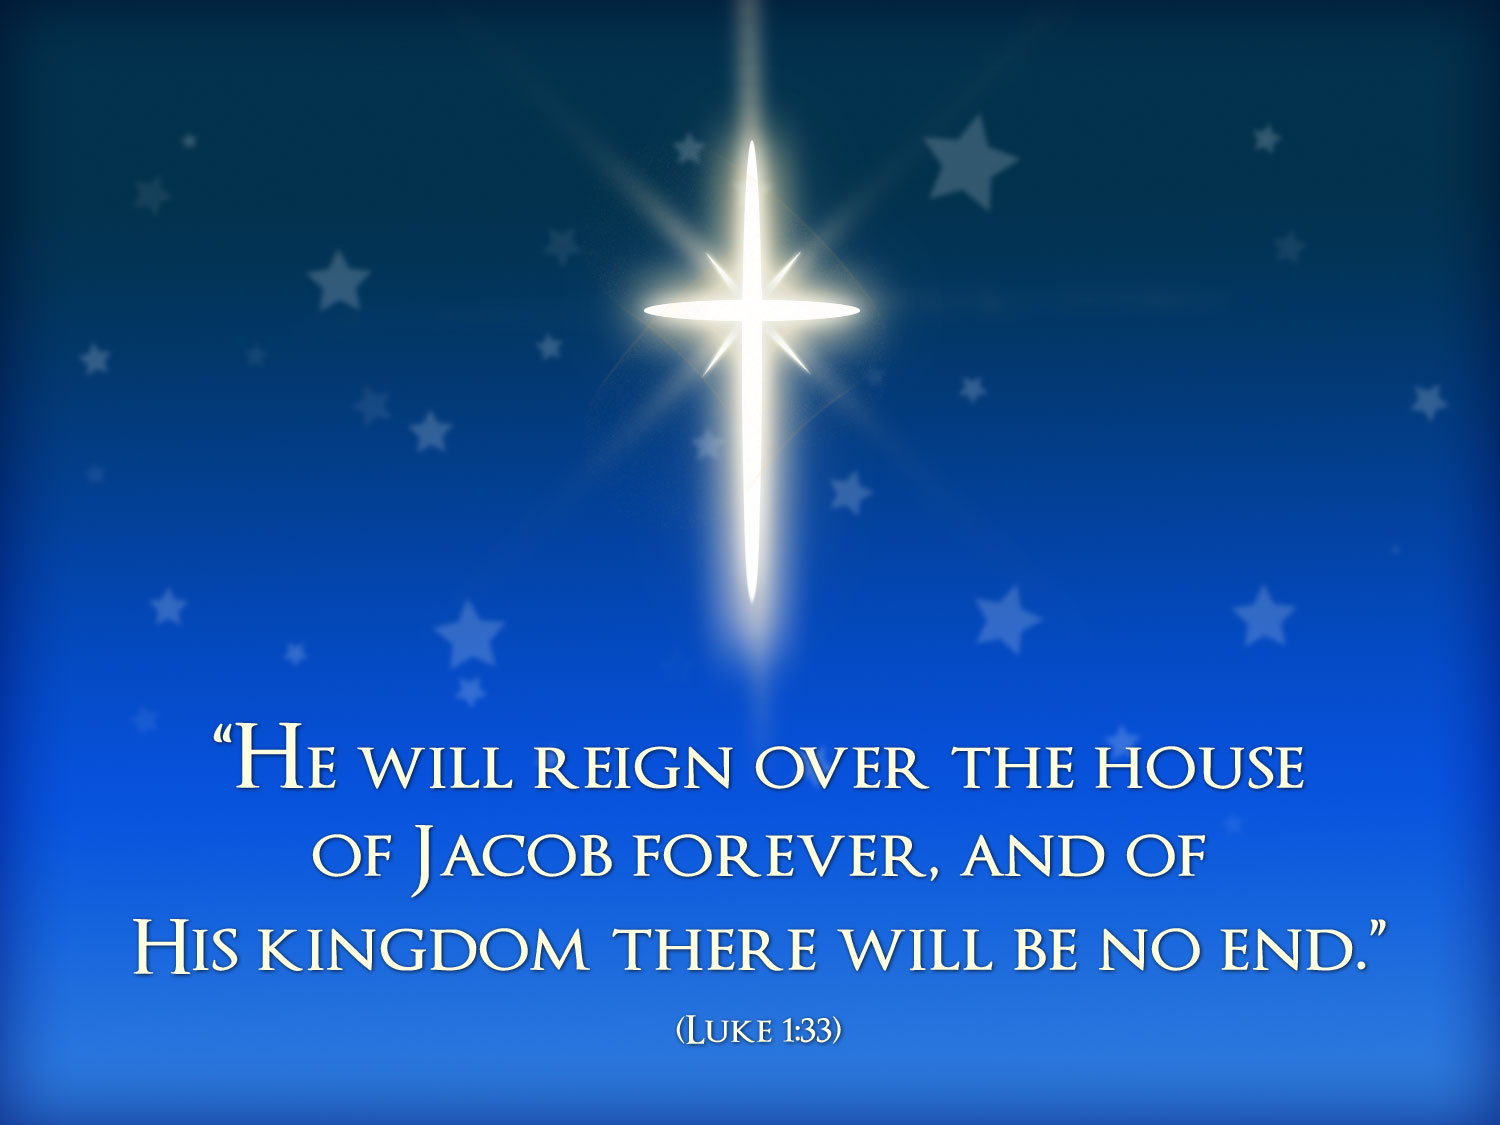 “He will reign over the house
of Jacob forever, and of
His kingdom there will be no end.”
(Luke 1:33)